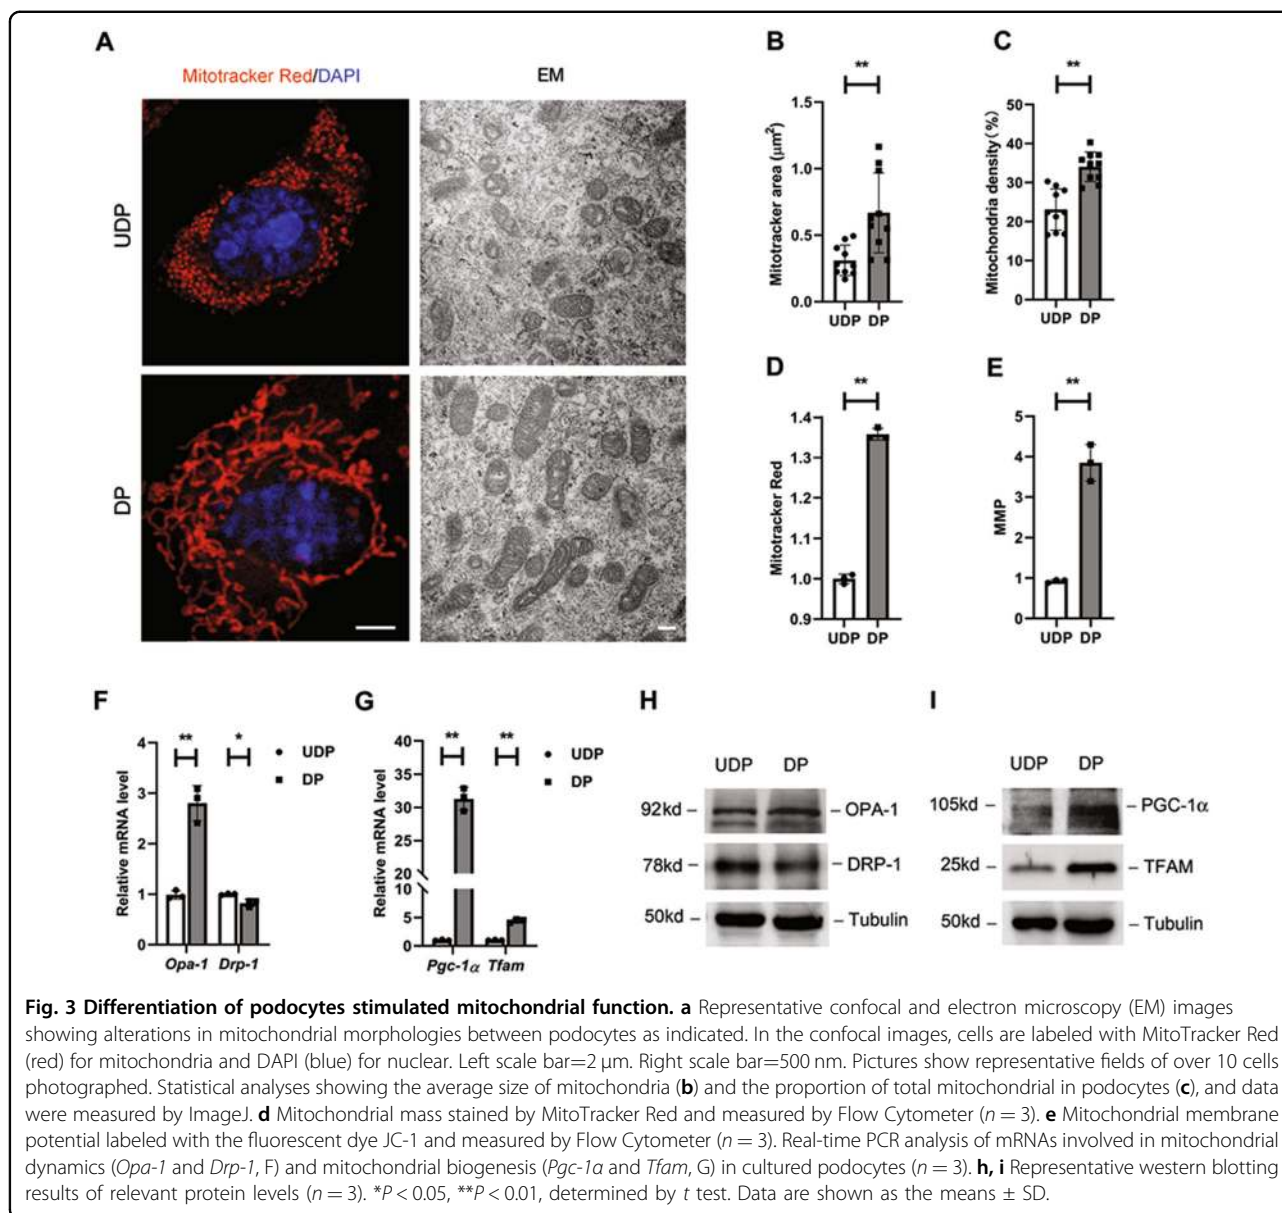 A
Mitotracker Red/DAPI
EM
UDP
DP
B
**
Mitotracker area (μm²)
1.5
1.0
0.5
0.0
UDP DP
C
**
Mitochondria density (%)
50
40
30
20
10
0
UDP DP
D
**
Mitotracker Red
1.4
1.3
1.2
1.1
1.0
0.9
UDP DP
E
**
MMP
5
4
3
2
1
0
UDP DP
F
** *
UDP
DP
Relative mRNA level
4
3
2
1
0
Opa-1 Drp-1
G
** **
UDP
DP
Relative mRNA level
40
35
30
25
20
10
5
0
Pgc-1α Tfam
H
UDP DP
92kd – – OPA-1
78kd – – DRP-1
50kd – – Tubulin
I
UDP DP
105kd – – PGC-1α
25kd – – TFAM
50kd – – Tubulin
Fig. 3 Differentiation of podocytes stimulated mitochondrial function. a Representative confocal and electron microscopy (EM) images
showing alterations in mitochondrial morphologies between podocytes as indicated. In the confocal images, cells are labeled with MitoTracker Red
(red) for mitochondria and DAPI (blue) for nuclear. Left scale bar=2 μm. Right scale bar=500 nm. Pictures show representative fields of over 10 cells
photographed. Statistical analyses showing the average size of mitochondria (b) and the proportion of total mitochondrial in podocytes (c), and data
were measured by ImageJ. d Mitochondrial mass stained by MitoTracker Red and measured by Flow Cytometer (n = 3). e Mitochondrial membrane
potential labeled with the fluorescent dye JC-1 and measured by Flow Cytometer (n = 3). Real-time PCR analysis of mRNAs involved in mitochondrial
dynamics (Opa-1 and Drp-1, F) and mitochondrial biogenesis (Pgc-1α and Tfam, G) in cultured podocytes (n = 3). h, i Representative western blotting
results of relevant protein levels (n = 3). *P < 0.05, **P < 0.01, determined by t test. Data are shown as the means ± SD.